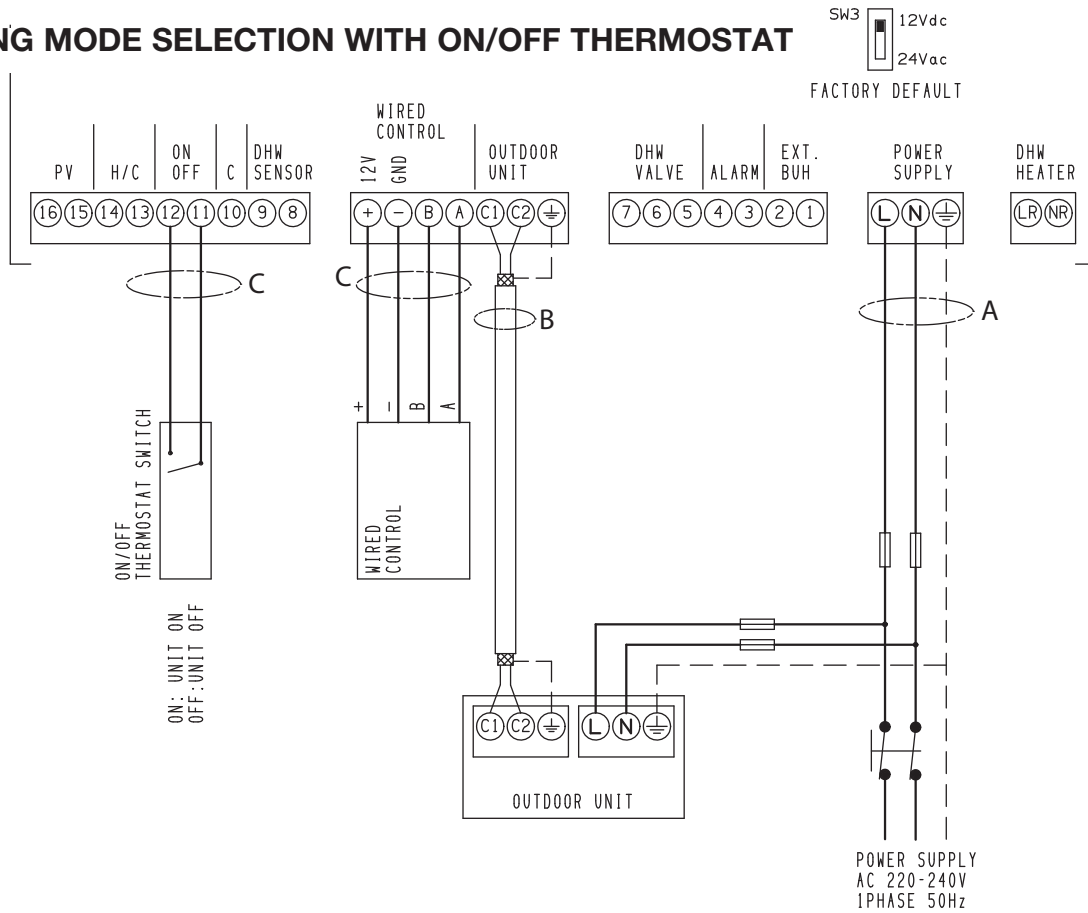 NG MODE SELECTION WITH ON/OFF THERMOSTAT
SW3
12Vdc
24Vac
FACTORY DEFAULT
PV
H/C
ON
OFF
C
DHW
SENSOR
WIRED
CONTROL
12V
GND
OUTDOOR
UNIT
DHW
VALVE
ALARM
EXT.
BUH
POWER
SUPPLY
DHW
HEATER
16 15 14 13 12 11 10 9 8
+ - B A C1 C2
7 6 5 4 3 2 1
L N
LR NR
C
C
B
A
+ - B A
ON/OFF
THERMOSTAT SWITCH
WIRED
CONTROL
ON: UNIT ON
OFF:UNIT OFF
C1 C2
L N
OUTDOOR UNIT
POWER SUPPLY
AC 220-240V
1PHASE 50Hz